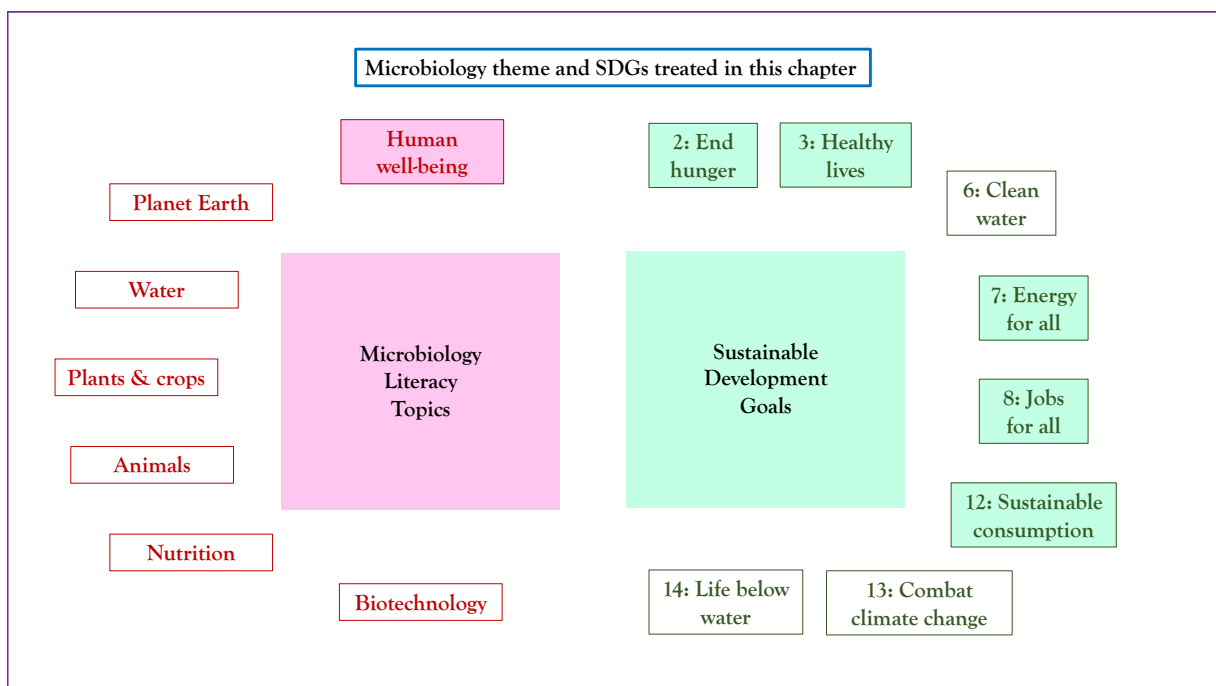 Microbiology theme and SDGs treated in this chapter
Human
well-being
Planet Earth
Water
Plants & crops
Animals
Nutrition
Biotechnology
Microbiology
Literacy
Topics
2: End
hunger
3: Healthy
lives
6: Clean
water
7: Energy
for all
8: Jobs
for all
12: Sustainable
consumption
13: Combat
climate change
14: Life below
water
Sustainable
Development
Goals